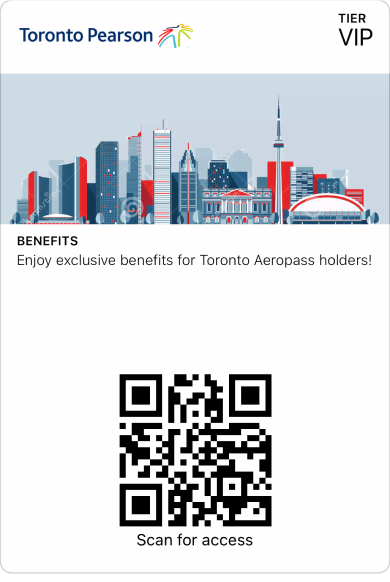 Toronto Pearson
TIER
VIP
BENEFITS
Enjoy exclusive benefits for Toronto Aeropass holders!
Scan for access